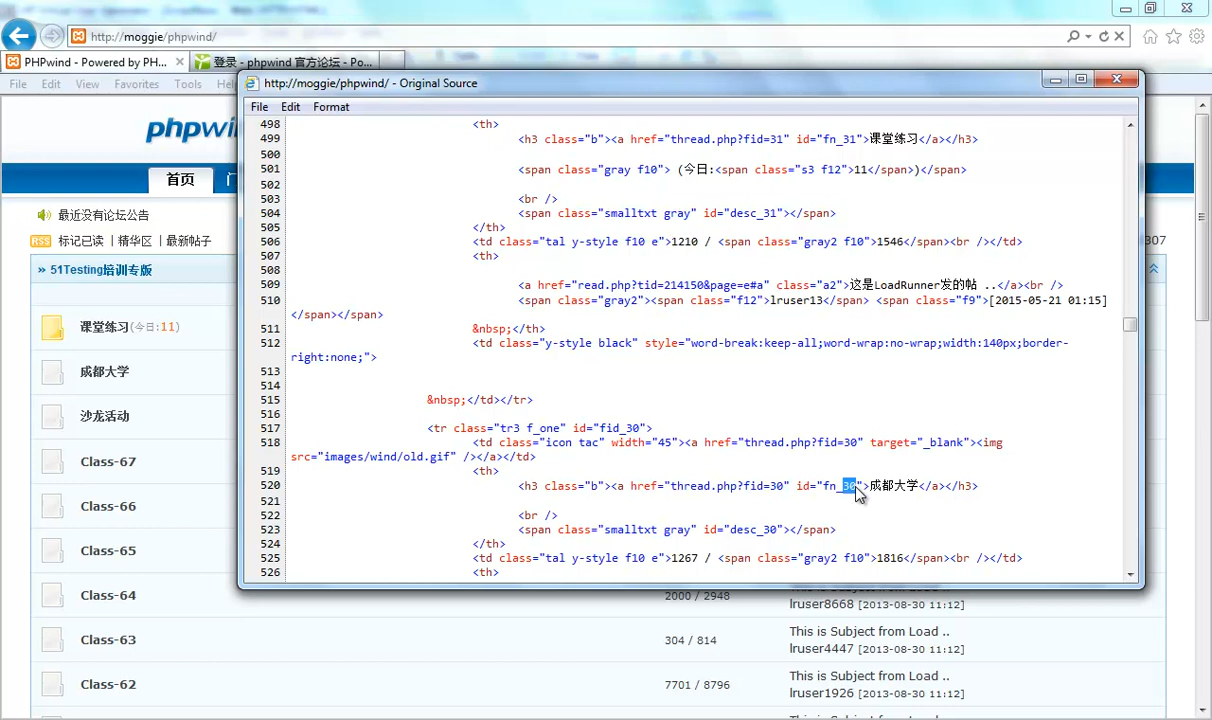 http://moggie/phpwind/
PHPwind - Powered by PH...
登录 - phpwind 官方论坛 - Po...
File Edit View Favorites Tools
http://moggie/phpwind/ - Original Source
File Edit Format
phpwi
首页
最近没有论坛公告
RSS 标记已读 | 精华区 | 最新帖子
307
» 51Testing培训专版
课堂练习(今日:11)
成都大学
沙龙活动
Class-67
Class-66
Class-65
Class-64
Class-63
Class-62
498 <th>
499 <h3 class="b"><a href="thread.php?fid=31" id="fn_31">课堂练习</a></h3>
500
501 <span class="gray f10"> (今日:<span class="s3 f12">11</span>)</span>
502
503 <br />
504 <span class="smalltxt gray" id="desc_31"></span>
505 </th>
506 <td class="tal y-style f10 e">1210 / <span class="gray2 f10">1546</span><br /></td>
507 <th>
508
509 <a href="read.php?tid=214150&page=e#a" class="a2">这是LoadRunner发的帖 ..</a><br />
510 <span class="gray2"><span class="f12">lruser13</span> <span class="f9">[2015-05-21 01:15]
</span></span>
511 &nbsp;</th>
512 <td class="y-style black" style="word-break:keep-all;word-wrap:no-wrap;width:140px;border-
right:none;">
513
514
515 &nbsp;</td></tr>
516
517 <tr class="tr3 f_one" id="fid_30">
518 <td class="icon tac" width="45"><a href="thread.php?fid=30" target="_blank"><img
src="images/wind/old.gif" /></a></td>
519 <th>
520 <h3 class="b"><a href="thread.php?fid=30" id="fn_30">成都大学</a></h3>
521
522 <br />
523 <span class="smalltxt gray" id="desc_30"></span>
524 </th>
525 <td class="tal y-style f10 e">1267 / <span class="gray2 f10">1816</span><br /></td>
526 <th>
2000 / 2948
lruser8668 [2013-08-30 11:12]
304 / 814
This is Subject from Load ..
lruser4447 [2013-08-30 11:12]
7701 / 8796
This is Subject from Load ..
lruser1926 [2013-08-30 11:12]